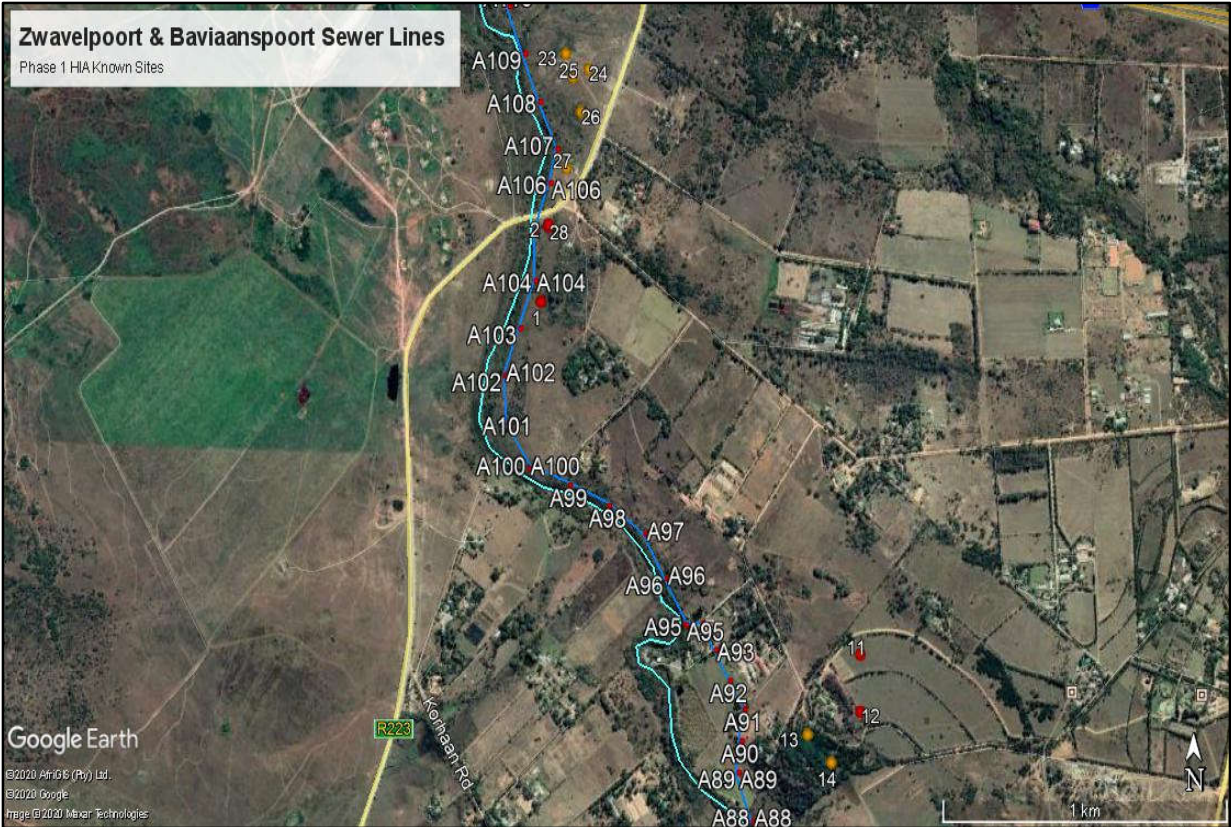 Zwavelpoort & Baviaanspoort Sewer Lines
Phase 1 HIA Known Sites
A109
23
25
24
A108
26
A107
27
A106
A106
2
28
A104
A104
1
A103
A102
A102
A101
A100
A100
A99
A98
A97
A96
A96
A95
A95
A93
11
A92
A91
12
R223
Korhaan Rd
13
A90
14
A89
A89
A88
A88
Google Earth
©2020 AfriGIS (Pty) Ltd.
©2020 Google
Image ©2020 Maxar Technologies
N
1 km